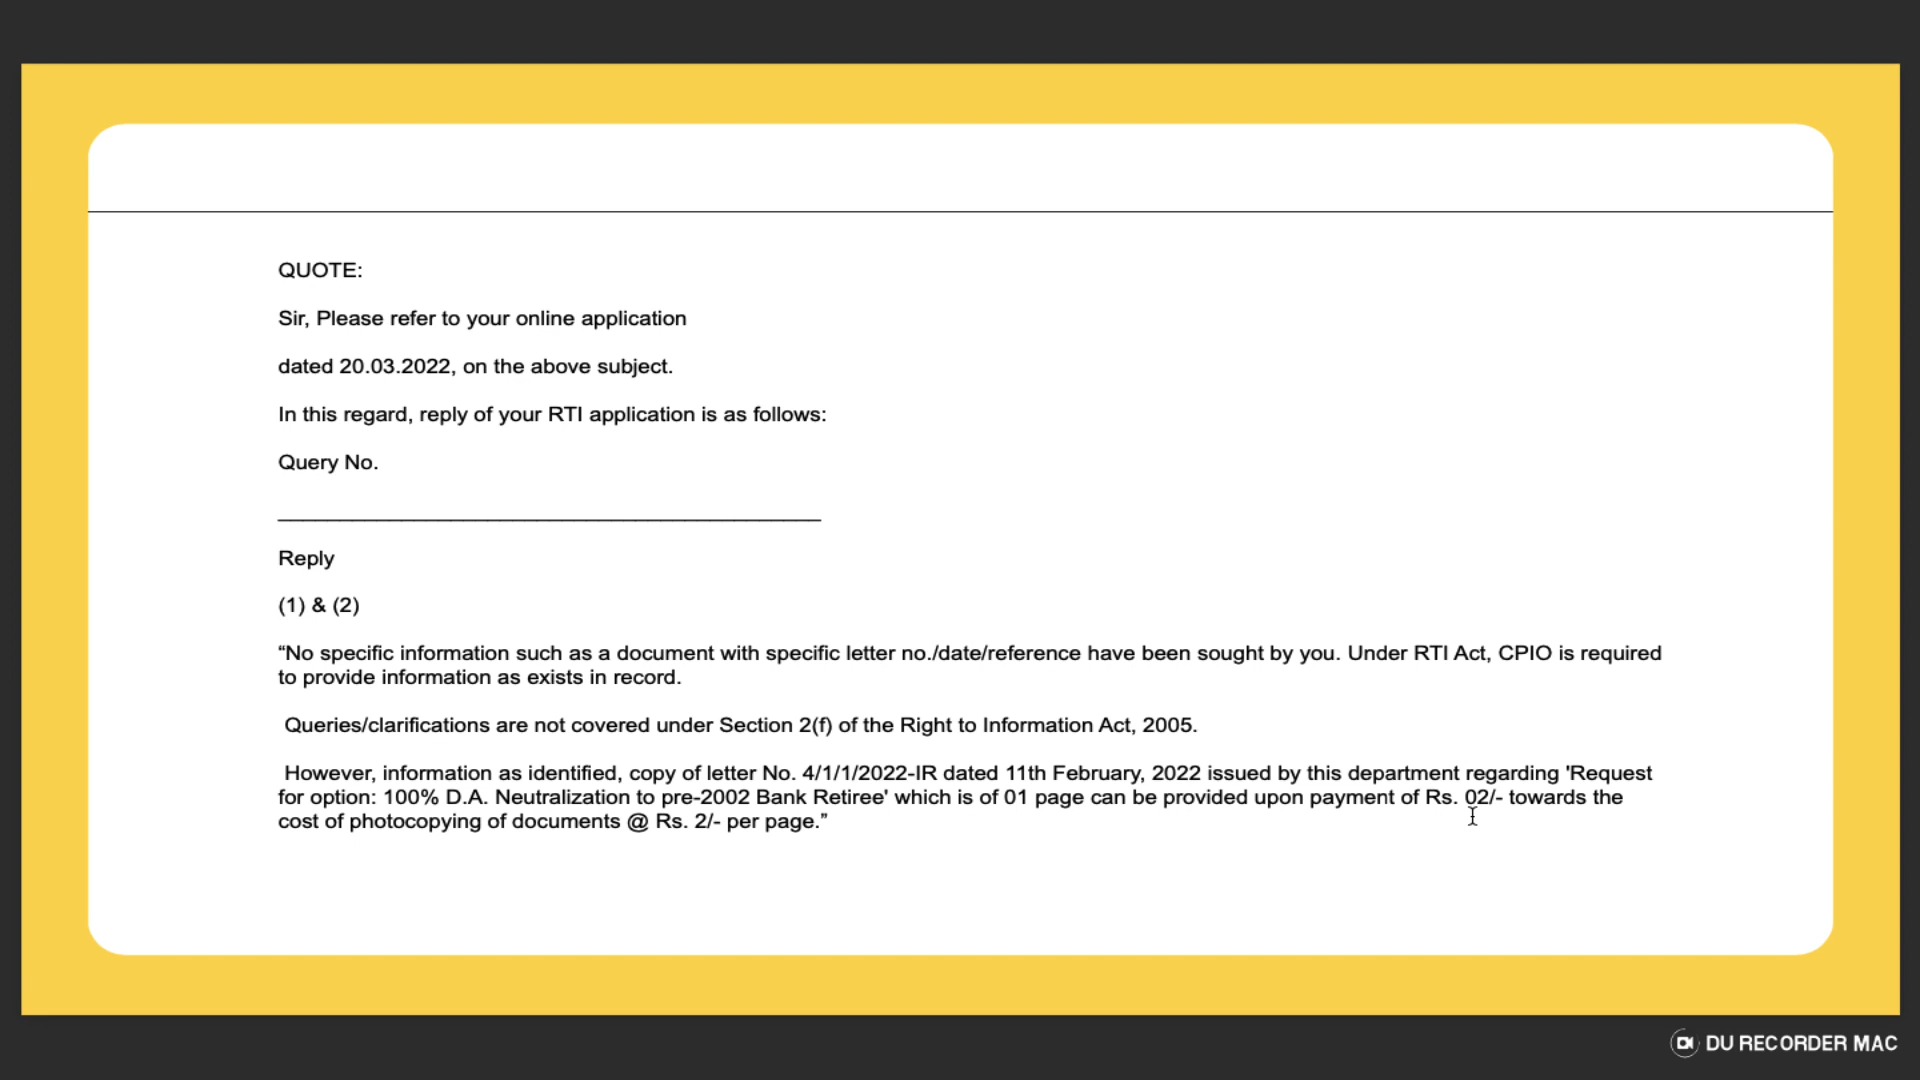 QUOTE:
Sir, Please refer to your online application
dated 20.03.2022, on the above subject.
In this regard, reply of your RTI application is as follows:
Query No.
_____________________________________________
Reply
(1) & (2)
“No specific information such as a document with specific letter no./date/reference have been sought by you. Under RTI Act, CPIO is required
to provide information as exists in record.
Queries/clarifications are not covered under Section 2(f) of the Right to Information Act, 2005.
However, information as identified, copy of letter No. 4/1/1/2022-IR dated 11th February, 2022 issued by this department regarding 'Request
for option: 100% D.A. Neutralization to pre-2002 Bank Retiree' which is of 01 page can be provided upon payment of Rs. 02/- towards the
cost of photocopying of documents @ Rs. 2/- per page.”
DU RECORDER MAC